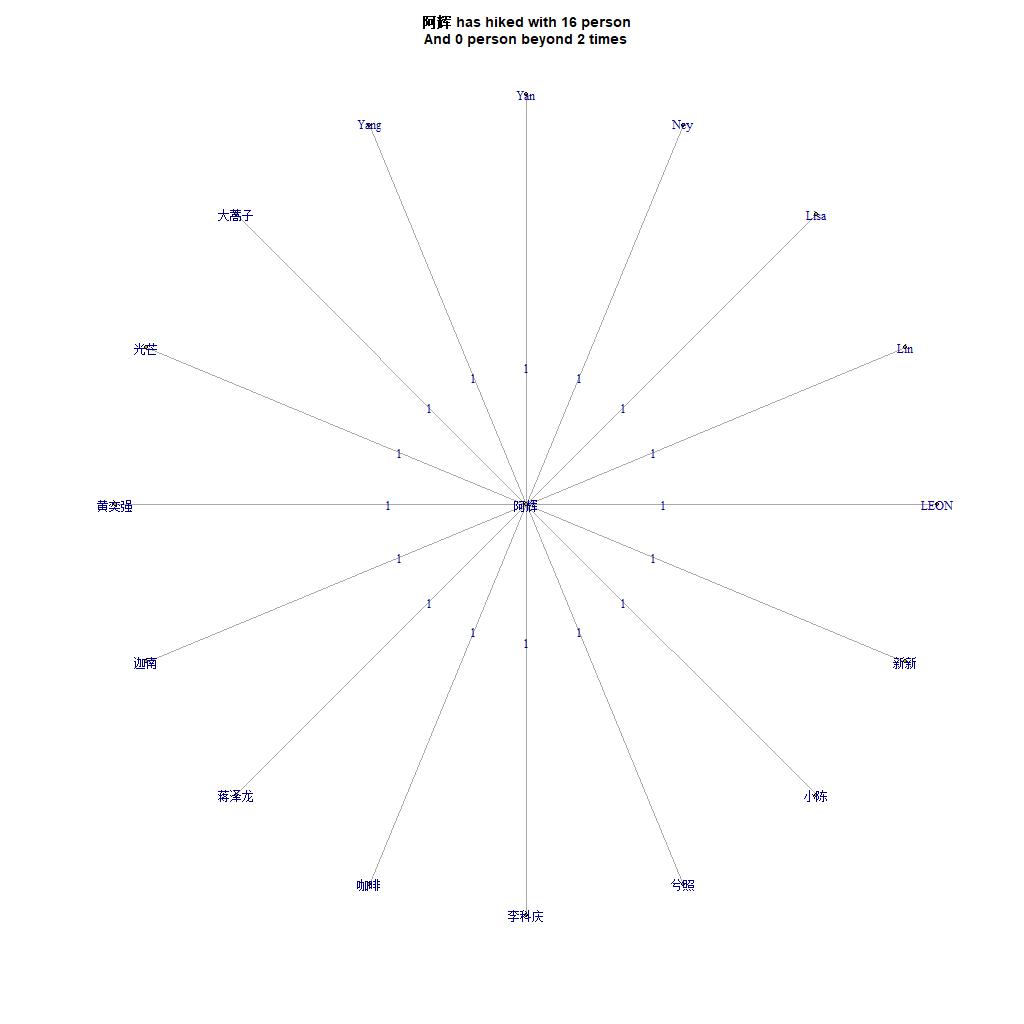 阿辉 has hiked with 16 person
And 0 person beyond 2 times
Yan
Yang
Ney
大蒿子
Lisa
光芒
Lin
1
1
1
1
1
1
1
黄奕强
1
阿辉
1
LEON
1
1
1
1
1
1
1
迦南
新新
蒋泽龙
小陈
咖啡
兮照
李科庆